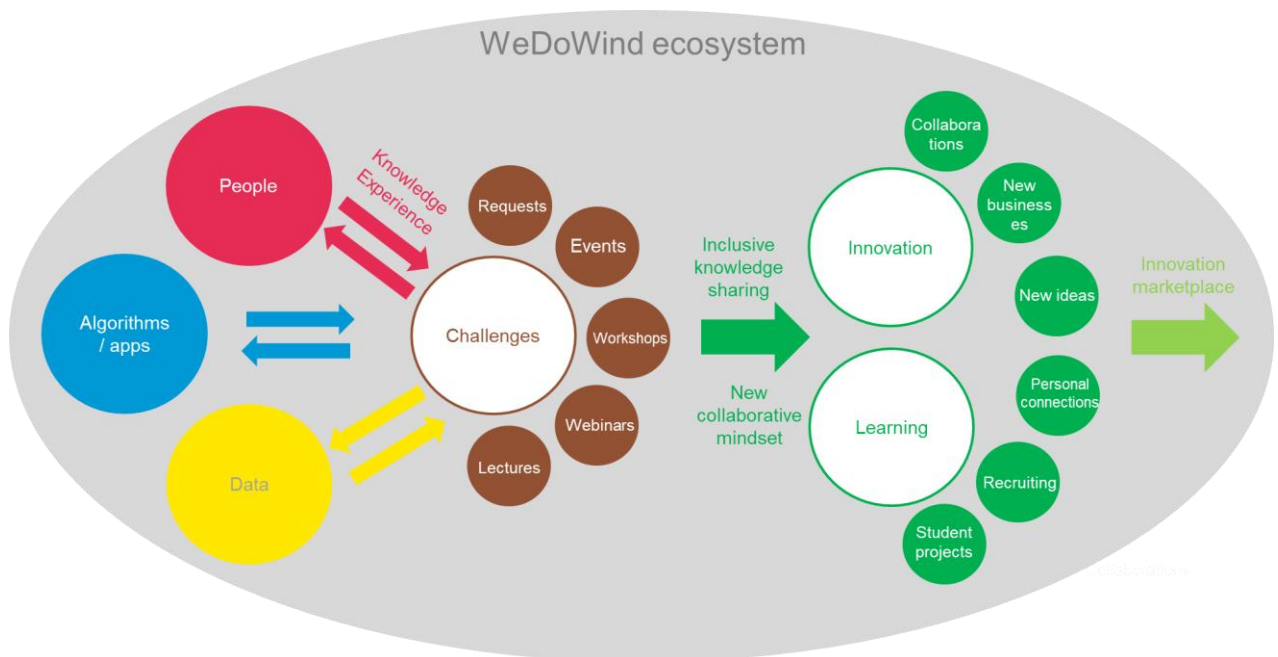 WeDoWind ecosystem
People
Knowledge
Experience
Algorithms
/ apps
Data
Requests
Events
Challenges
Workshops
Webinars
Lectures
Inclusive
knowledge
sharing
New
collaborative
mindset
Innovation
Learning
Collabora
tions
New
business
es
New ideas
Personal
connections
Recruiting
Student
projects
Innovation
marketplace
Collaborations